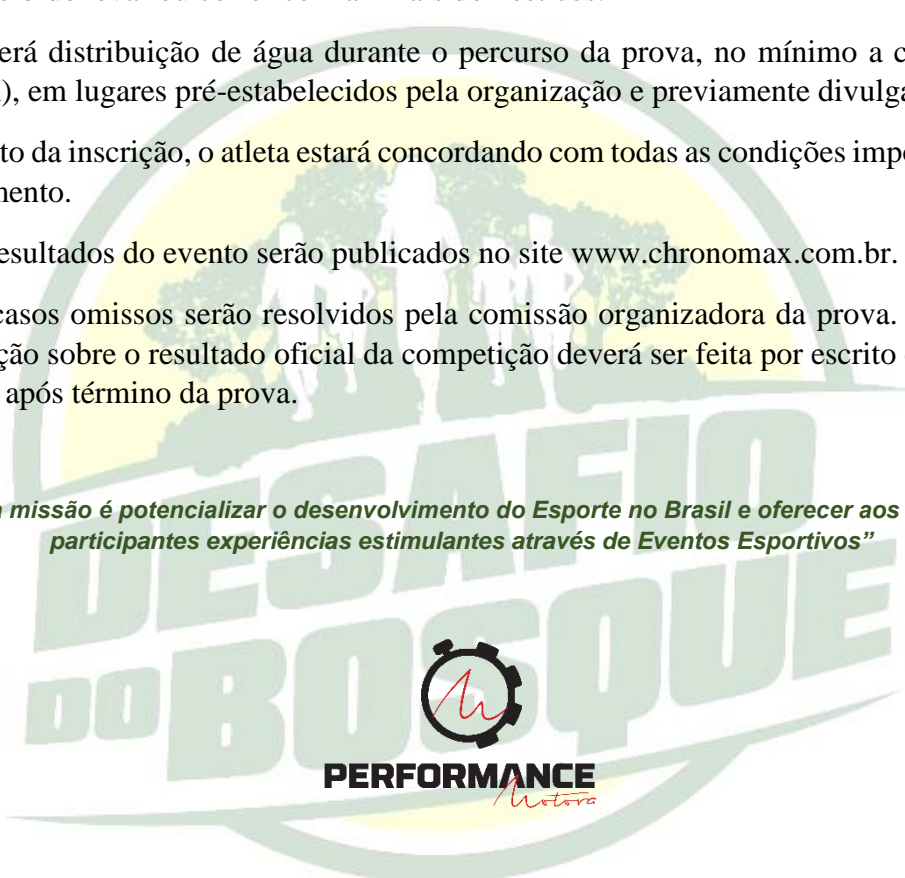 erá distribuição de água durante o percurso da prova, no mínimo a c
), em lugares pré-estabelecidos pela organização e previamente divulga
to da inscrição, o atleta estará concordando com todas as condições impo
mento.
esultados do evento serão publicados no site www.chronomax.com.br.
casos omissos serão resolvidos pela comissão organizadora da prova.
ção sobre o resultado oficial da competição deverá ser feita por escrito
após término da prova.
missão é potencializar o desenvolvimento do Esporte no Brasil e oferecer aos
participantes experiências estimulantes através de Eventos Esportivos”
DESAFIO
DO BOSQUE
PERFORMANCE
Motora